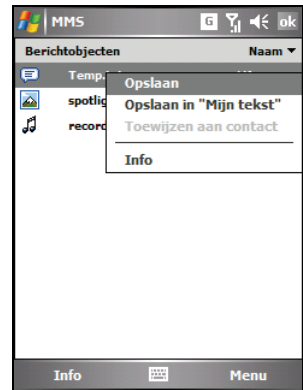 MMS G ok
Berichtobjecten Naam
Temp.
Opslaan
spotlig
Opslaan in "Mijn tekst"
record
Toewijzen aan contact
Info
Info Menu